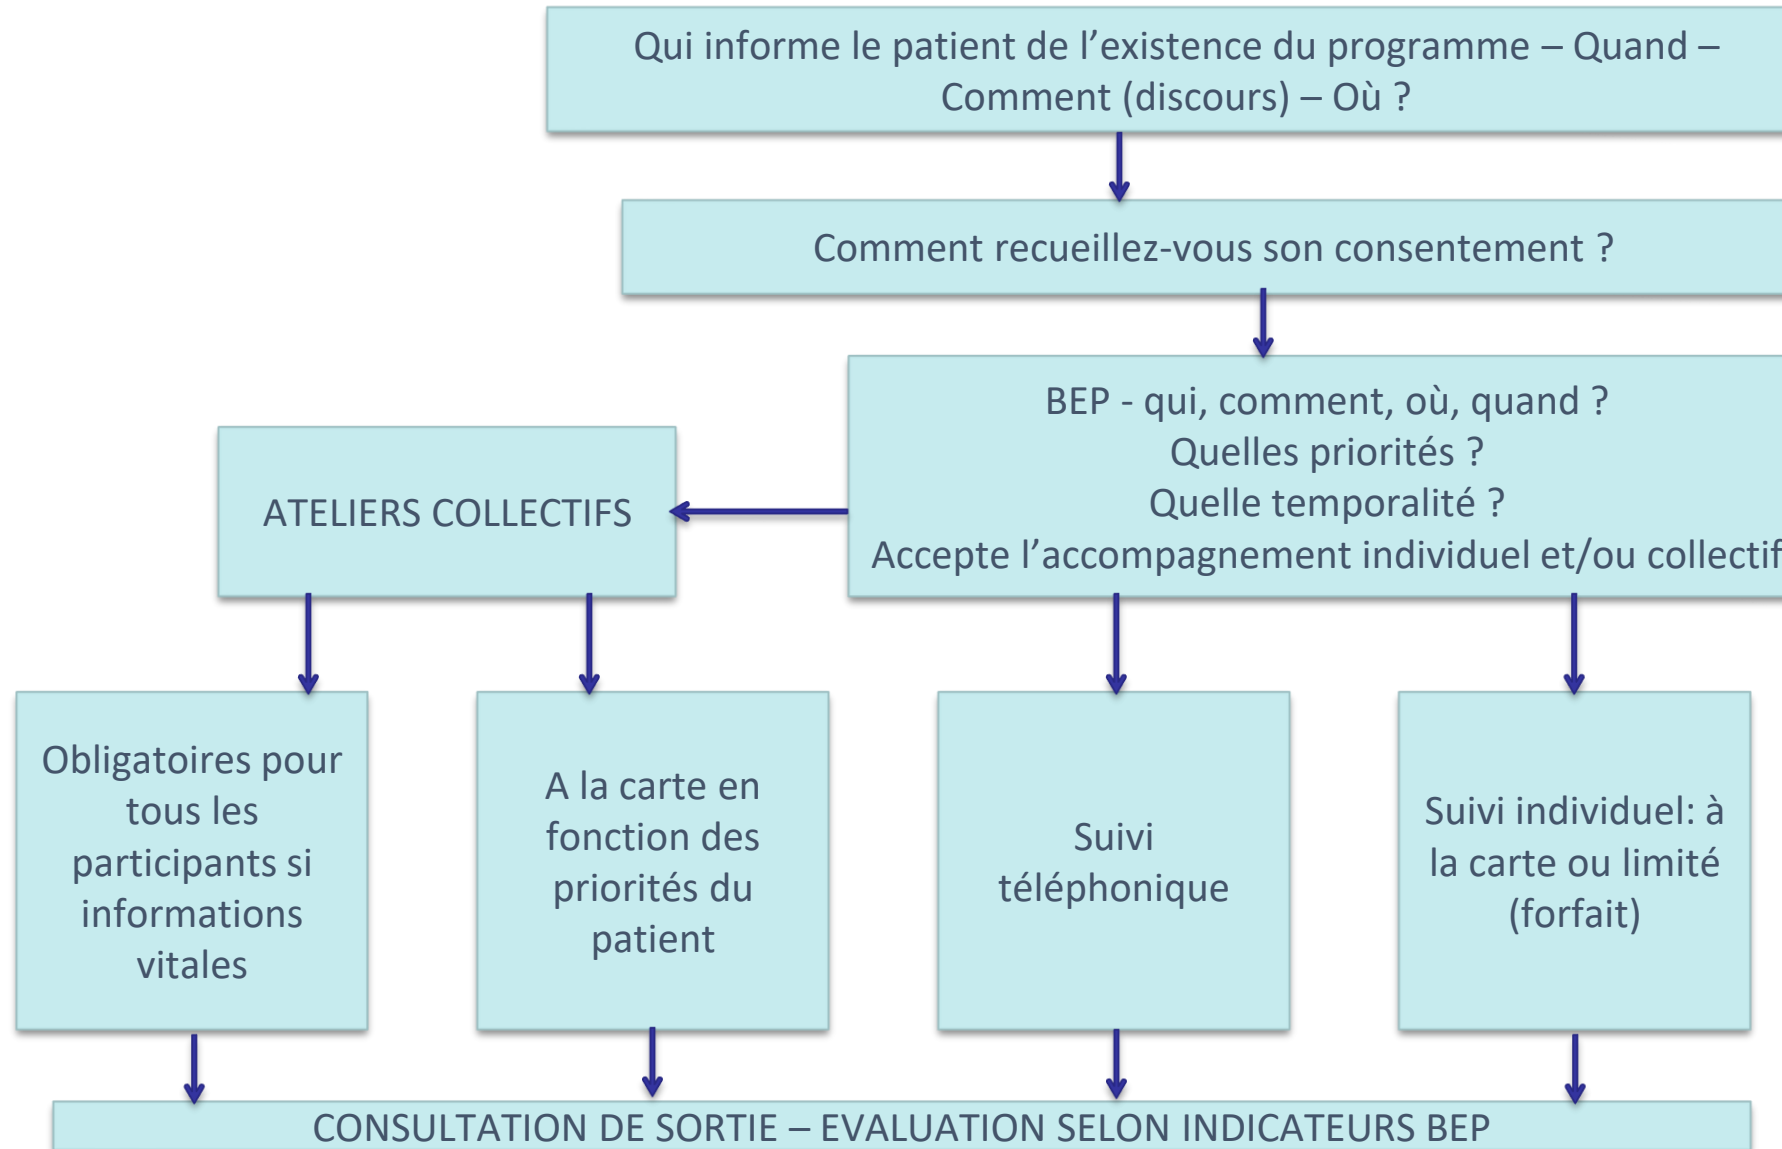 Qui informe le patient de l’existence du programme – Quand –
Comment (discours) – Où ?
Comment recueillez-vous son consentement ?
BEP - qui, comment, où, quand ?
Quelles priorités ?
Quelle temporalité ?
Accepte l’accompagnement individuel et/ou collectif
ATELIERS COLLECTIFS
Obligatoires pour
tous les
participants si
informations
vitales
A la carte en
fonction des
priorités du
patient
Suivi
téléphonique
Suivi individuel: à
la carte ou limité
(forfait)
CONSULTATION DE SORTIE – EVALUATION SELON INDICATEURS BEP